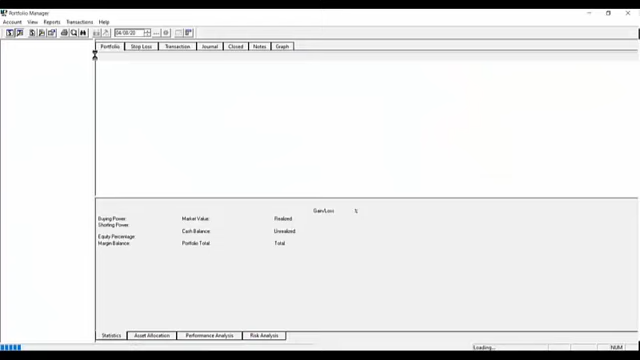 Portfolio Manager
Account View Reports Transactions Help
04/08/20
Portfolio Stop Loss Transaction Journal Closed Notes Graph
Gain/Loss %
Buying Power Market Value: Realized
Shorting Power:
Cash Balance: Unrealized
Equity Percentage:
Margin Balance: Portfolio Total: Total
Statistics Asset Allocation Performance Analysis Risk Analysis
Loading... NUM